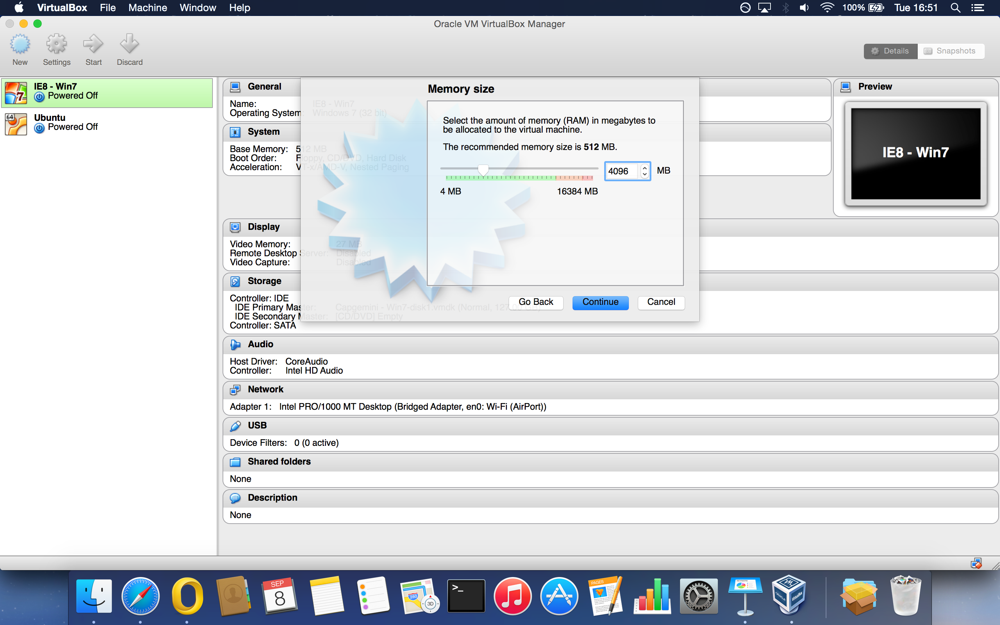 VirtualBox File Machine Window Help 100% Tue 16:51
Oracle VM VirtualBox Manager
New Settings Start Discard Details Snapshots
IE8 - Win7
Powered Off
64
Ubuntu
Powered Off
General
Name: IE8 - Win7
Operating System: Windows 7 (32 bit)
System
Base Memory: 512 MB
Boot Order: Floppy, CD/DVD, Hard Disk
Acceleration: VT-x/AMD-V, Nested Paging
Display
Video Memory: 27 MB
Remote Desktop Server: Disabled
Video Capture: Disabled
Storage
Controller: IDE
IDE Primary Master: Capgemini - Win7-disk1.vmdk (Normal, 127.00 GB)
IDE Secondary Master: [CD/DVD] Empty
Controller: SATA
Audio
Host Driver: CoreAudio
Controller: Intel HD Audio
Network
Adapter 1: Intel PRO/1000 MT Desktop (Bridged Adapter, en0: Wi-Fi (AirPort))
USB
Device Filters: 0 (0 active)
Shared folders
None
Description
None
Memory size
Select the amount of memory (RAM) in megabytes to
be allocated to the virtual machine.
The recommended memory size is 512 MB.
4096 MB
4 MB 16384 MB
Go Back Continue Cancel
Preview
IE8 - Win7
SEP
8
280
3D
>_
PAGES
KEYNOTE
ORACLE
VirtualBox